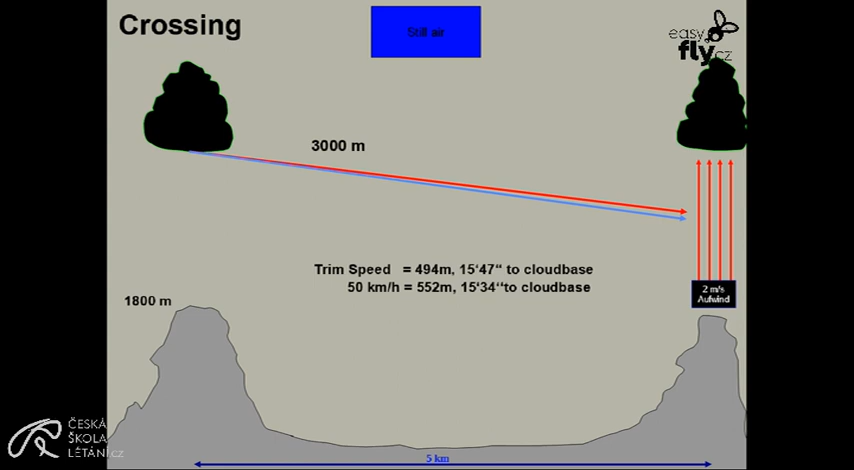 Crossing
Still air
easy
fly.cz
3000 m
Trim Speed = 494m, 15'47“ to cloudbase
50 km/h = 552m, 15'34“to cloudbase
2 m/s
Aufwind
1800 m
ČESKÁ
ŠKOLA
LÉTÁNÍ.CZ
5 km